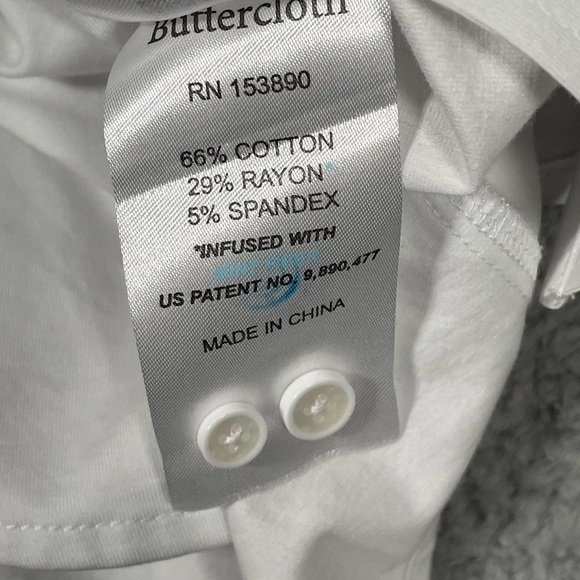 Buttercloth
RN 153890
66% COTTON
29% RAYON*
5% SPANDEX
*INFUSED WITH
US PATENT NO. 9,890,477
MADE IN CHINA